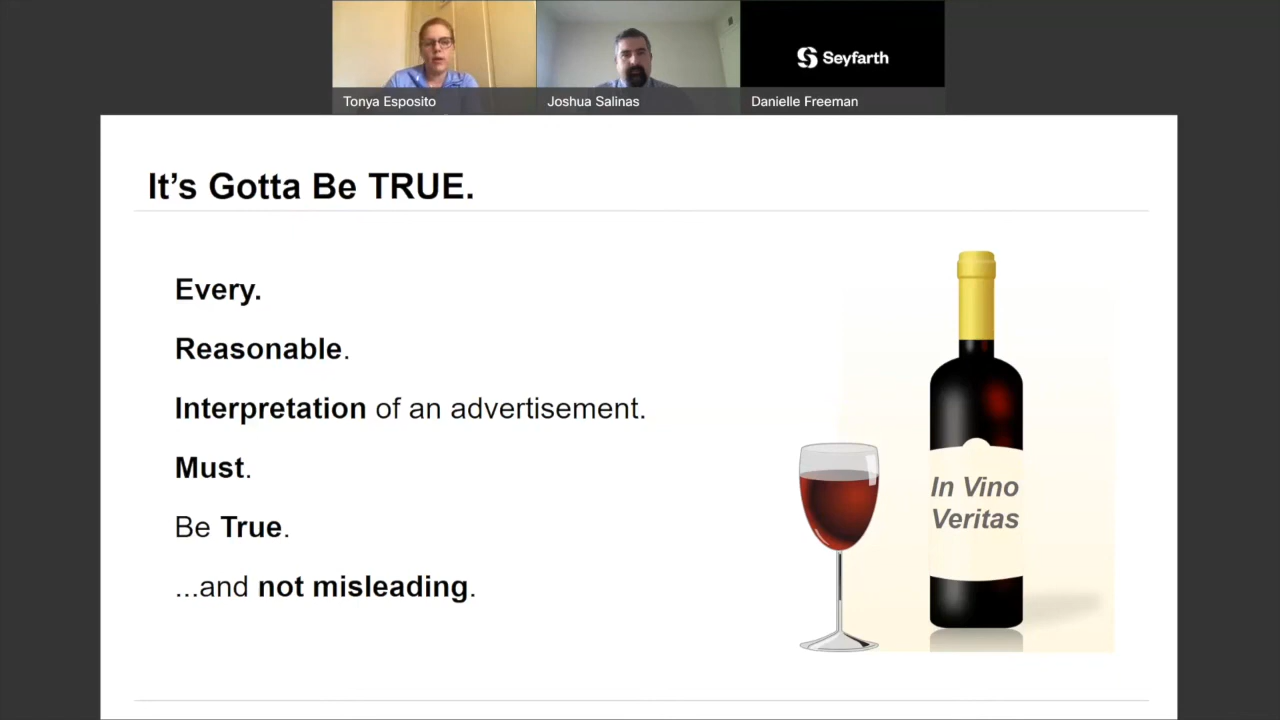 Seyfarth
Tonya Esposito
Joshua Salinas
Danielle Freeman
It’s Gotta Be TRUE.
Every.
Reasonable.
Interpretation of an advertisement.
Must.
Be True.
...and not misleading.
In Vino
Veritas